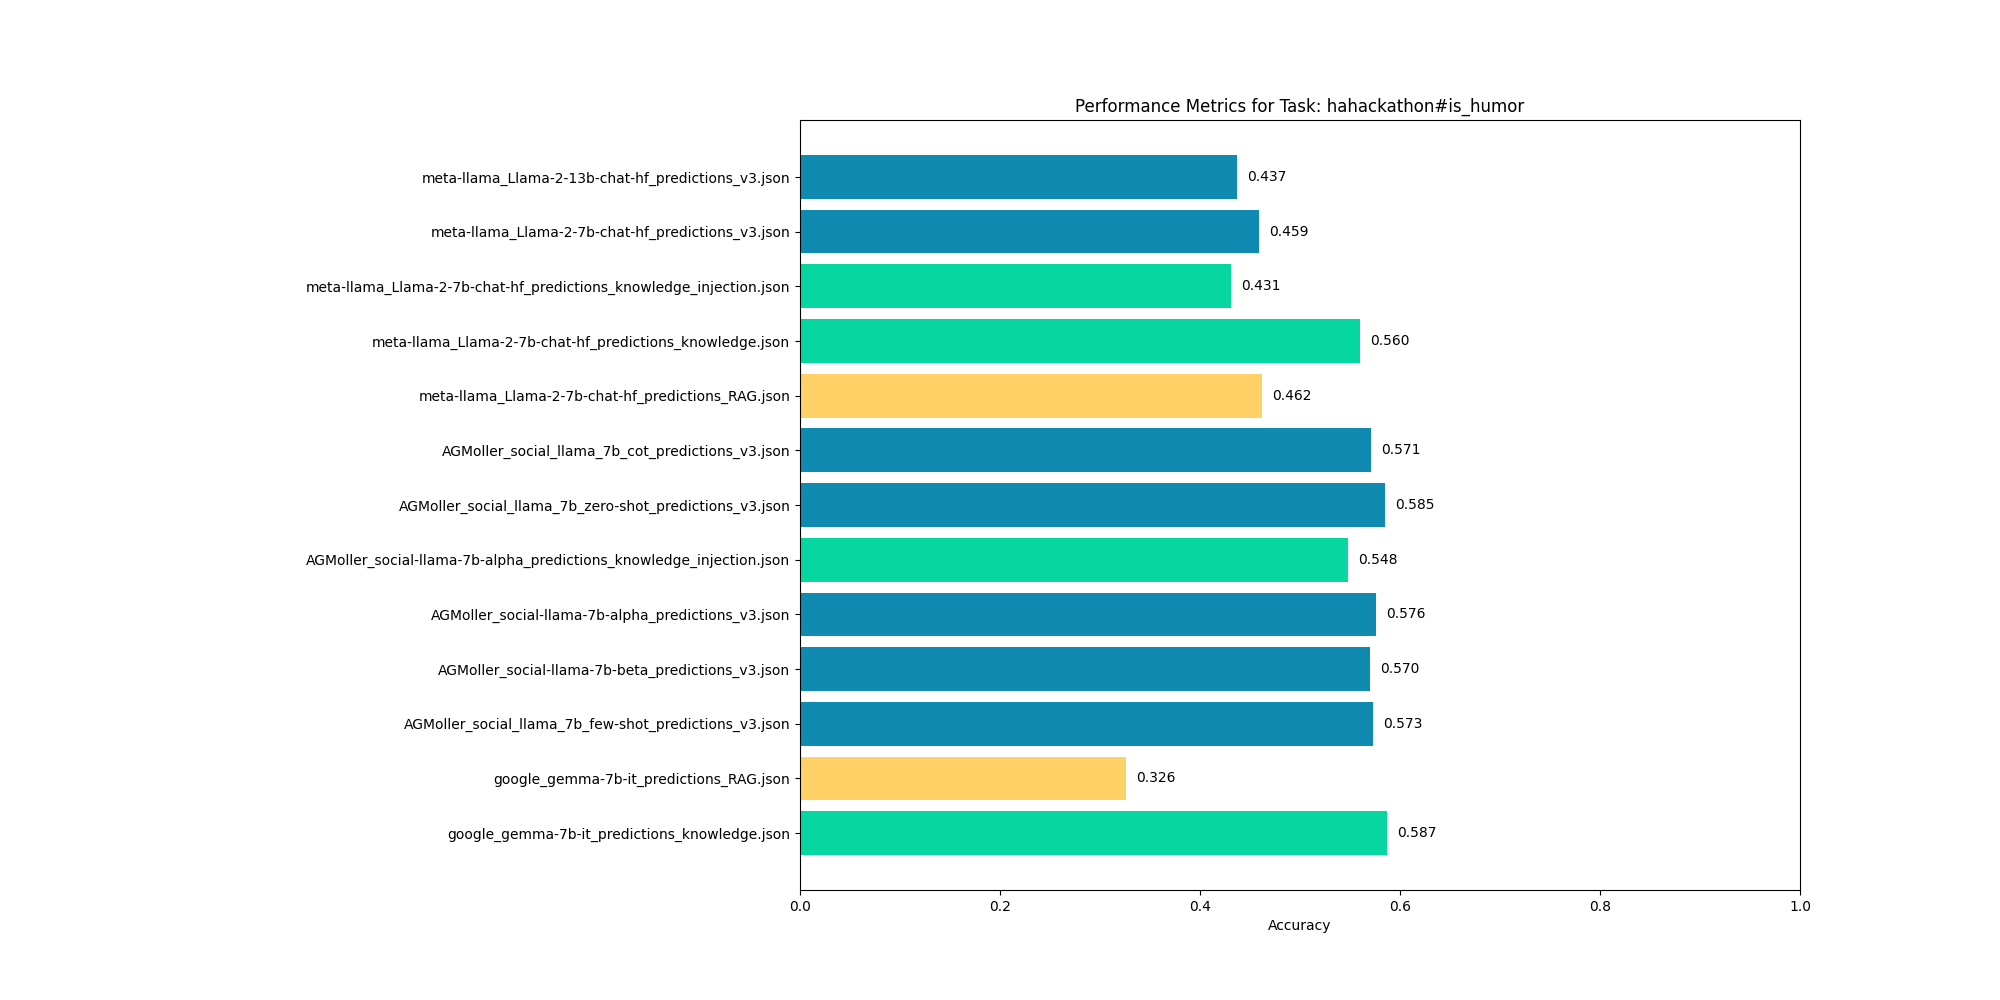 Performance Metrics for Task: hahackathon#is_humor
meta-llama_Llama-2-13b-chat-hf_predictions_v3.json
0.437
meta-llama_Llama-2-7b-chat-hf_predictions_v3.json
0.459
meta-llama_Llama-2-7b-chat-hf_predictions_knowledge_injection.json
0.431
meta-llama_Llama-2-7b-chat-hf_predictions_knowledge.json
0.560
meta-llama_Llama-2-7b-chat-hf_predictions_RAG.json
0.462
AGMoller_social_llama_7b_cot_predictions_v3.json
0.571
AGMoller_social_llama_7b_zero-shot_predictions_v3.json
0.585
AGMoller_social-llama-7b-alpha_predictions_knowledge_injection.json
0.548
AGMoller_social-llama-7b-alpha_predictions_v3.json
0.576
AGMoller_social-llama-7b-beta_predictions_v3.json
0.570
AGMoller_social_llama_7b_few-shot_predictions_v3.json
0.573
google_gemma-7b-it_predictions_RAG.json
0.326
google_gemma-7b-it_predictions_knowledge.json
0.587
0.0 0.2 0.4 0.6 0.8 1.0
Accuracy